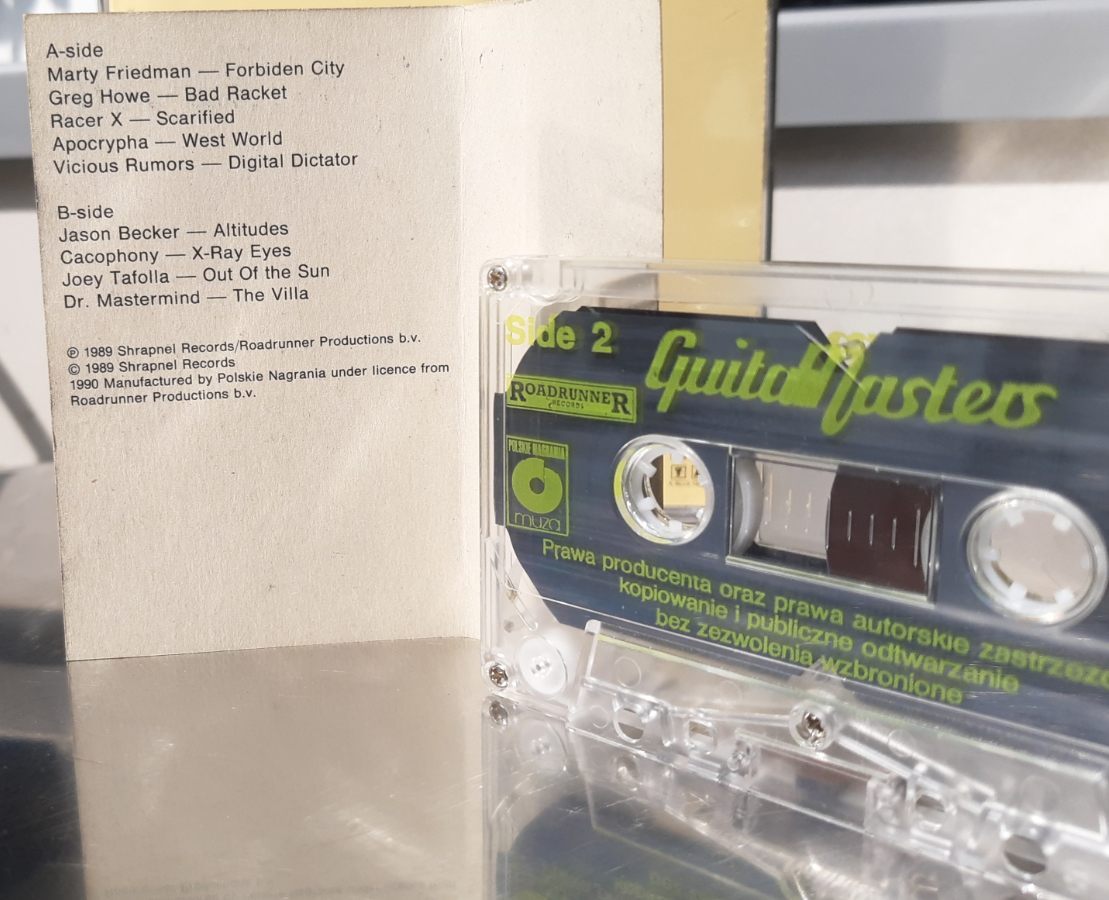 A-side
Marty Friedman — Forbiden City
Greg Howe — Bad Racket
Racer X — Scarified
Apocrypha — West World
Vicious Rumors — Digital Dictator
B-side
Jason Becker — Altitudes
Cacophony — X-Ray Eyes
Joey Tafolla — Out Of the Sun
Dr. Mastermind — The Villa
℗ 1989 Shrapnel Records/Roadrunner Productions b.v.
© 1989 Shrapnel Records
1990 Manufactured by Polskie Nagrania under licence from
Roadrunner Productions b.v.
Side 2
Guitar Masters
ROADRUNNER
RECORDS
POLSKIE NAGRANIA
muza
Prawa producenta oraz prawa autorskie zastrzeżo
kopiowanie i publiczne odtwarzanie
bez zezwolenia wzbronione